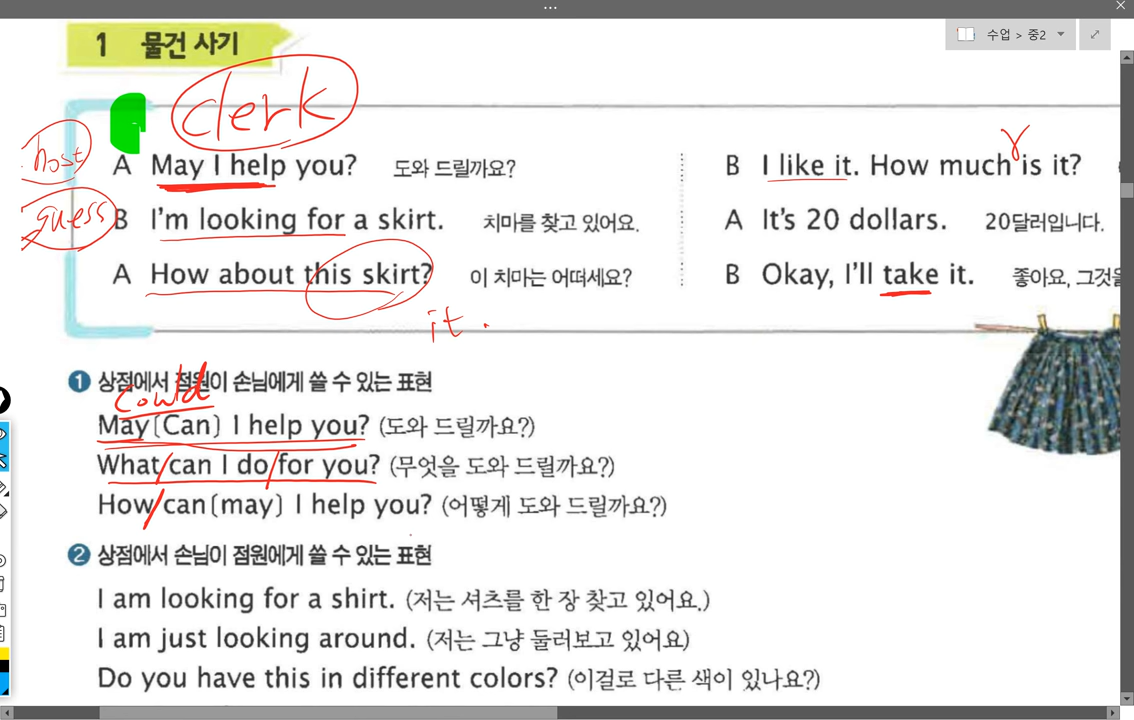 수업 > 중2
1 물건 사기
clerk
host
A May I help you? 도와 드릴까요?
guess
B I'm looking for a skirt. 치마를 찾고 있어요.
A How about this skirt? 이 치마는 어떠세요?
it.
B I like it. How much is it?
A It's 20 dollars. 20달러입니다.
B Okay, I'll take it. 좋아요, 그것을
1 상점에서 점원이 손님에게 쓸 수 있는 표현
could
May(Can) I help you? (도와 드릴까요?)
What/can I do/for you? (무엇을 도와 드릴까요?)
How/can(may) I help you? (어떻게 도와 드릴까요?)
2 상점에서 손님이 점원에게 쓸 수 있는 표현
I am looking for a shirt. (저는 셔츠를 한 장 찾고 있어요.)
I am just looking around. (저는 그냥 둘러보고 있어요)
Do you have this in different colors? (이걸로 다른 색이 있나요?)